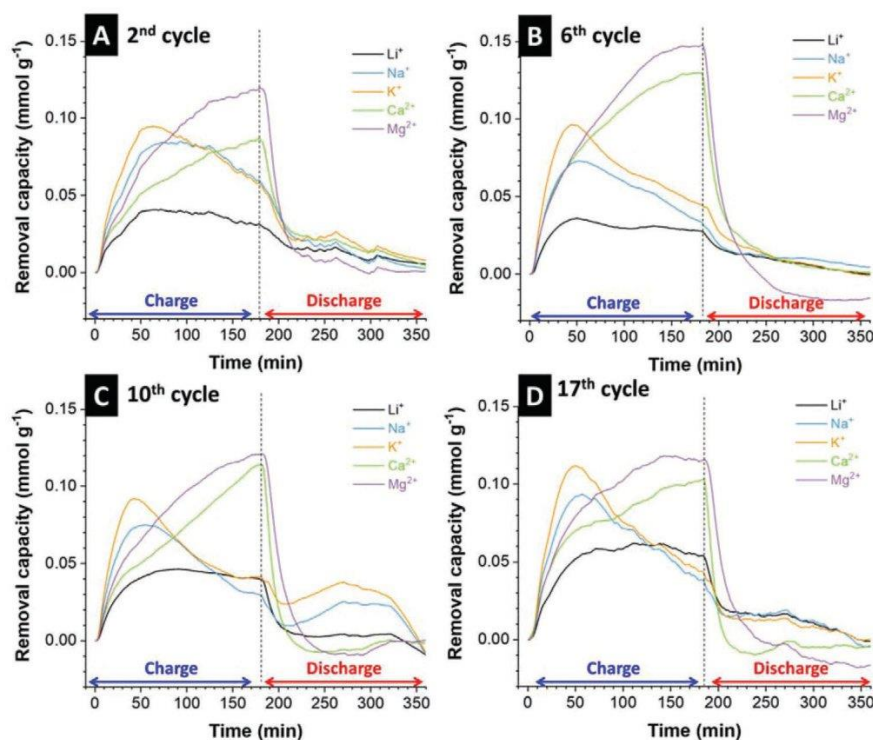 A 2nd cycle
Li⁺
Na⁺
K⁺
Ca²⁺
Mg²⁺
Removal capacity (mmol g⁻¹)
0.15
0.10
0.05
0.00
Charge
Discharge
0 50 100 150 200 250 300 350
Time (min)
B 6th cycle
Li⁺
Na⁺
K⁺
Ca²⁺
Mg²⁺
Removal capacity (mmol g⁻¹)
0.15
0.10
0.05
0.00
Charge
Discharge
0 50 100 150 200 250 300 350
Time (min)
C 10th cycle
Li⁺
Na⁺
K⁺
Ca²⁺
Mg²⁺
Removal capacity (mmol g⁻¹)
0.15
0.10
0.05
0.00
Charge
Discharge
0 50 100 150 200 250 300 350
Time (min)
D 17th cycle
Li⁺
Na⁺
K⁺
Ca²⁺
Mg²⁺
Removal capacity (mmol g⁻¹)
0.15
0.10
0.05
0.00
Charge
Discharge
0 50 100 150 200 250 300 350
Time (min)